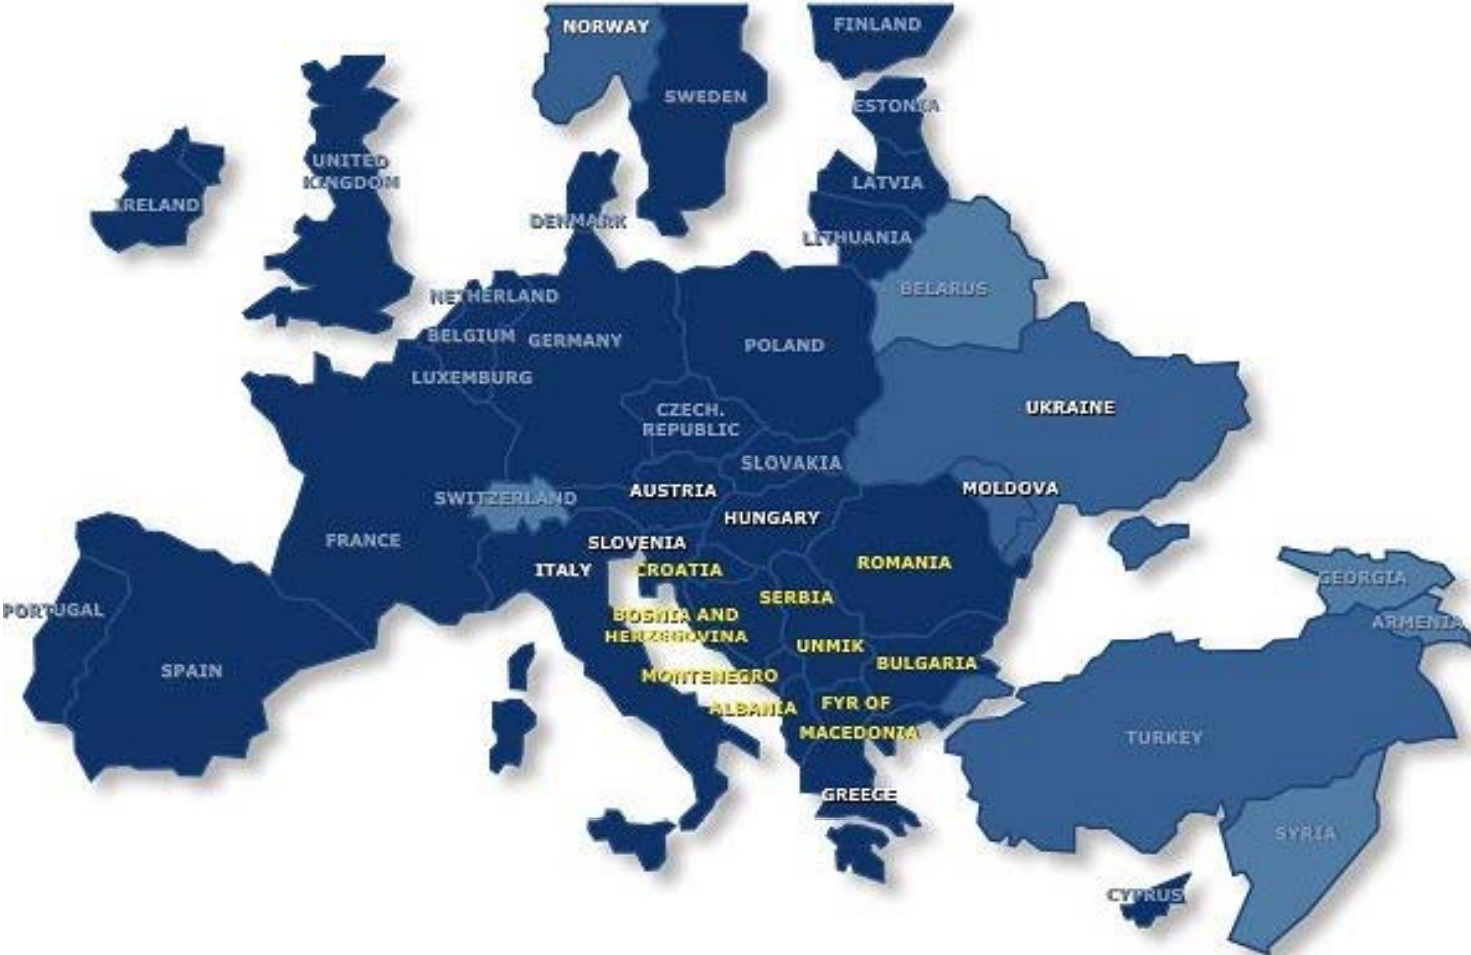 NORWAY
FINLAND
SWEDEN
ESTONIA
UNITED
KINGDOM
LATVIA
IRELAND
DENMARK
LITHUANIA
BELARUS
NETHERLAND
BELGIUM
GERMANY
POLAND
LUXEMBURG
CZECH.
REPUBLIC
UKRAINE
SLOVAKIA
SWITZERLAND
AUSTRIA
MOLDOVA
HUNGARY
FRANCE
SLOVENIA
ITALY
CROATIA
ROMANIA
GEORGIA
SERBIA
PORTUGAL
BOSNIA AND
HERZEGOVINA
ARMENIA
UNMIK
BULGARIA
SPAIN
MONTENEGRO
ALBANIA
FYR OF
MACEDONIA
TURKEY
GREECE
SYRIA
CYPRUS